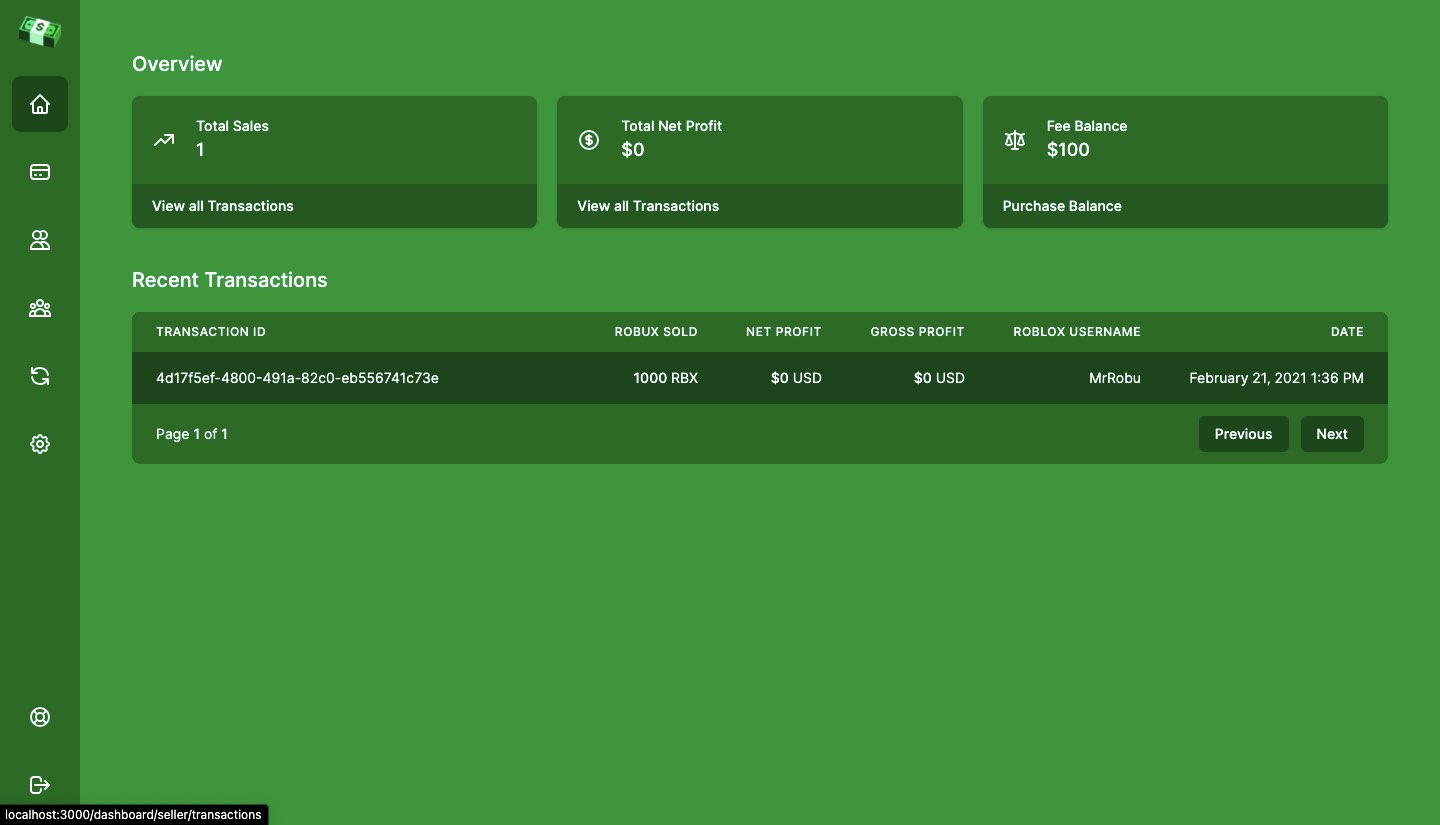 Overview
Total Sales
1
View all Transactions
Total Net Profit
$0
View all Transactions
Fee Balance
$100
Purchase Balance
Recent Transactions
TRANSACTION ID ROBUX SOLD NET PROFIT GROSS PROFIT ROBLOX USERNAME DATE
4d17f5ef-4800-491a-82c0-eb556741c73e 1000 RBX $0 USD $0 USD MrRobu February 21, 2021 1:36 PM
Page 1 of 1 Previous Next
localhost:3000/dashboard/seller/transactions